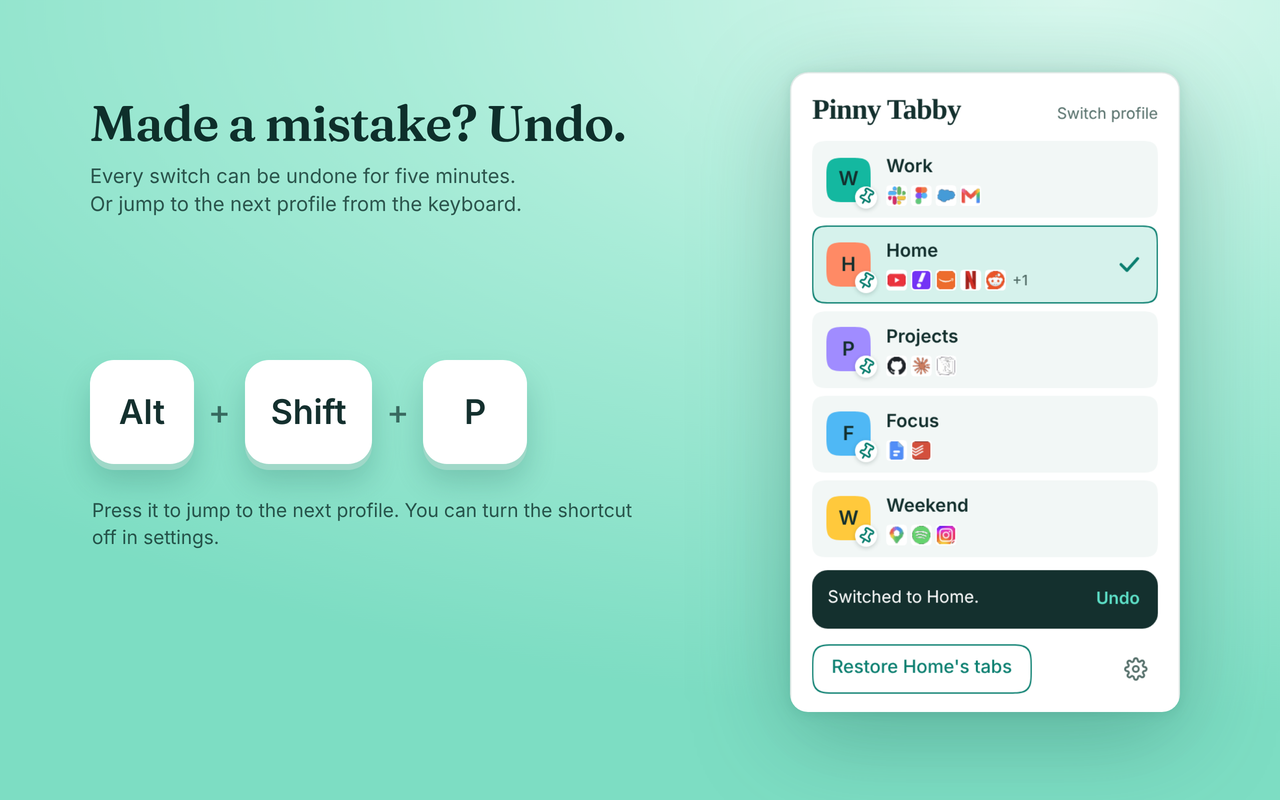 Made a mistake? Undo.
Every switch can be undone for five minutes.
Or jump to the next profile from the keyboard.
Alt + Shift + P
Press it to jump to the next profile. You can turn the shortcut
off in settings.
Pinny Tabby
Switch profile
W
Work
H
Home
+1
P
Projects
F
Focus
W
Weekend
Switched to Home.
Undo
Restore Home's tabs